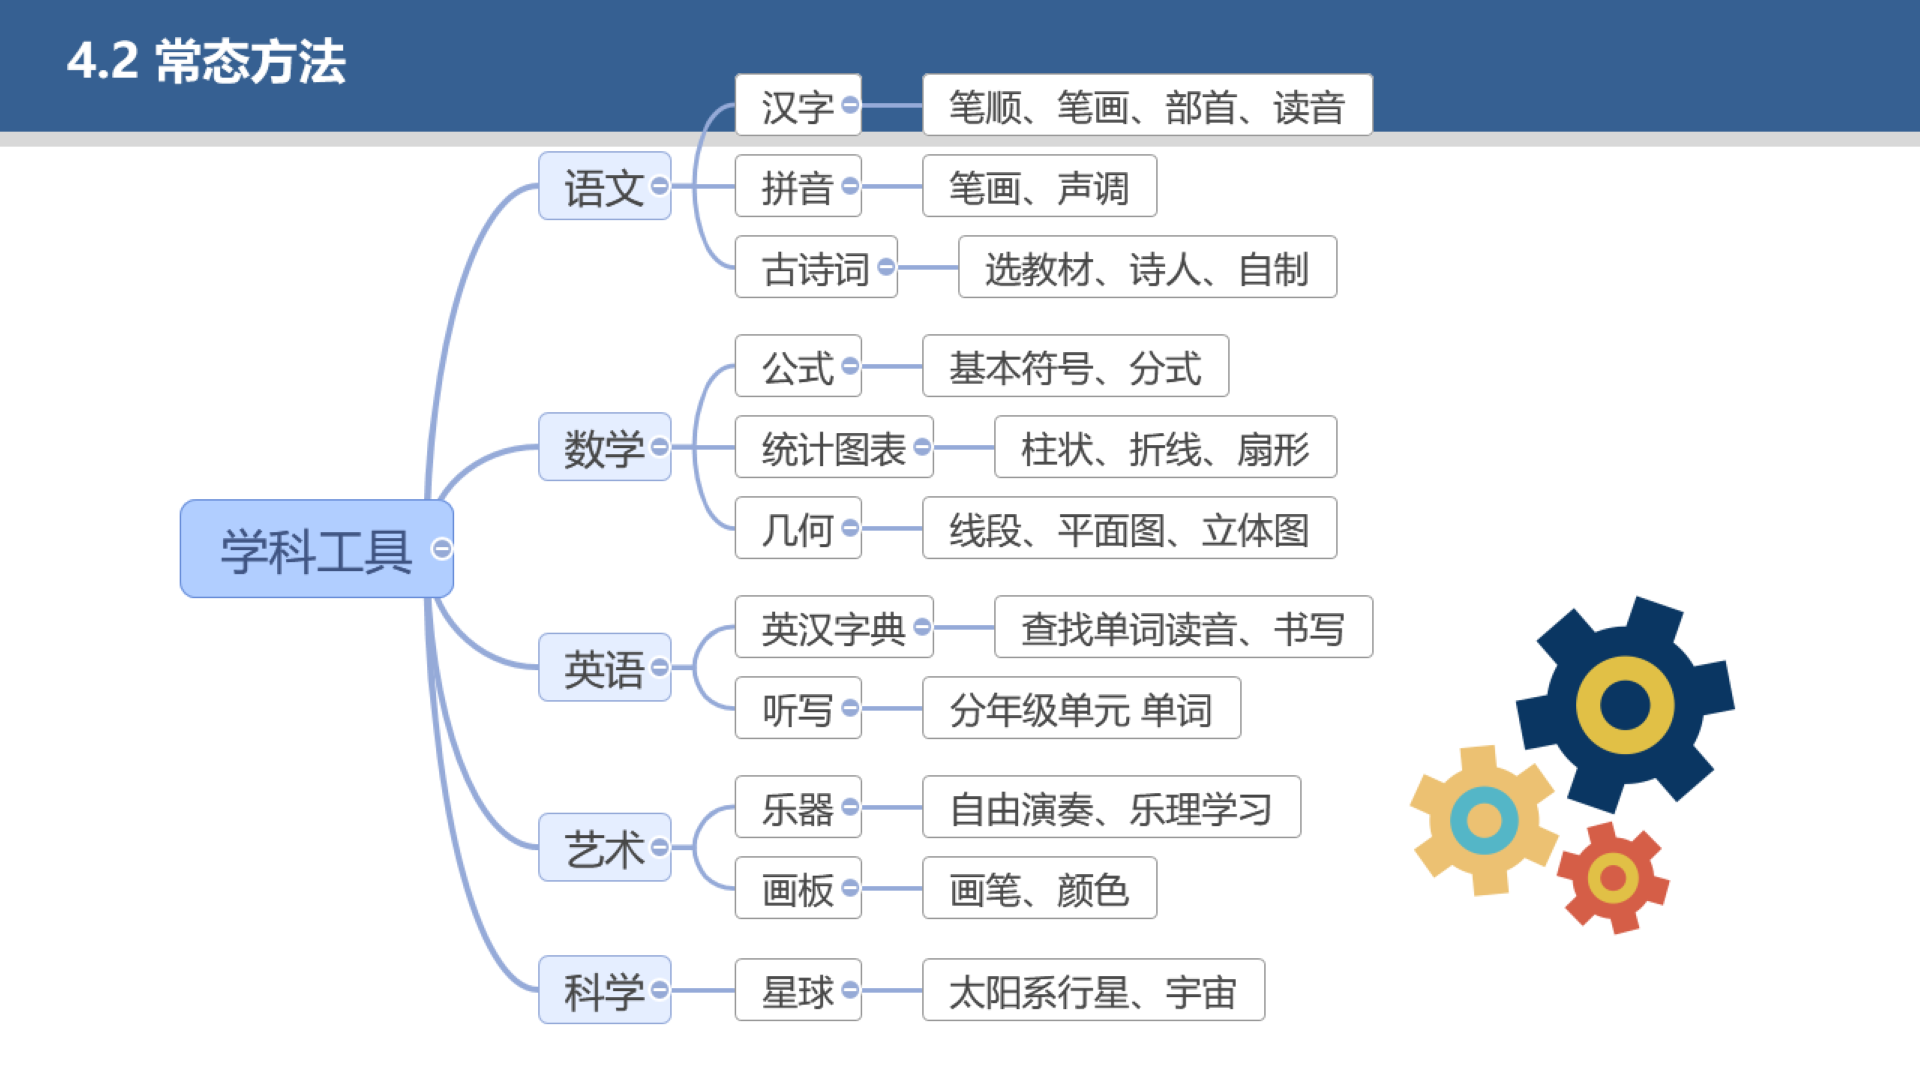 4.2 常态方法
学科工具
语文
汉字
笔顺、笔画、部首、读音
拼音
笔画、声调
古诗词
选教材、诗人、自制
数学
公式
基本符号、分式
统计图表
柱状、折线、扇形
几何
线段、平面图、立体图
英语
英汉字典
查找单词读音、书写
听写
分年级单元 单词
艺术
乐器
自由演奏、乐理学习
画板
画笔、颜色
科学
星球
太阳系行星、宇宙